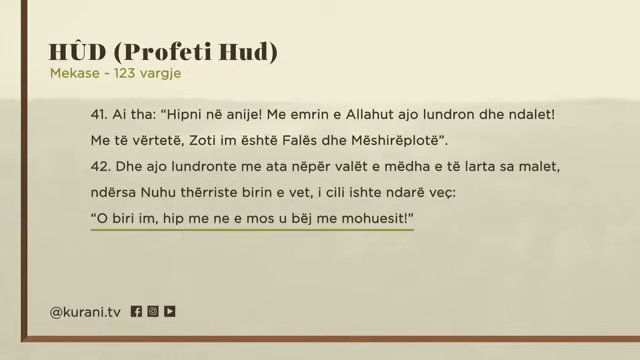 HÛD (Profeti Hud)
Mekase - 123 vargje
41. Ai tha: “Hipni në anije! Me emrin e Allahut ajo lundron dhe ndalet!
Me të vërtetë, Zoti im është Falës dhe Mëshirëplotë”.
42. Dhe ajo lundronte me ata nëpër valët e mëdha e të larta sa malet,
ndërsa Nuhu thërriste birin e vet, i cili ishte ndarë veç:
“O biri im, hip me ne e mos u bëj me mohuesit!”
@kurani.tv